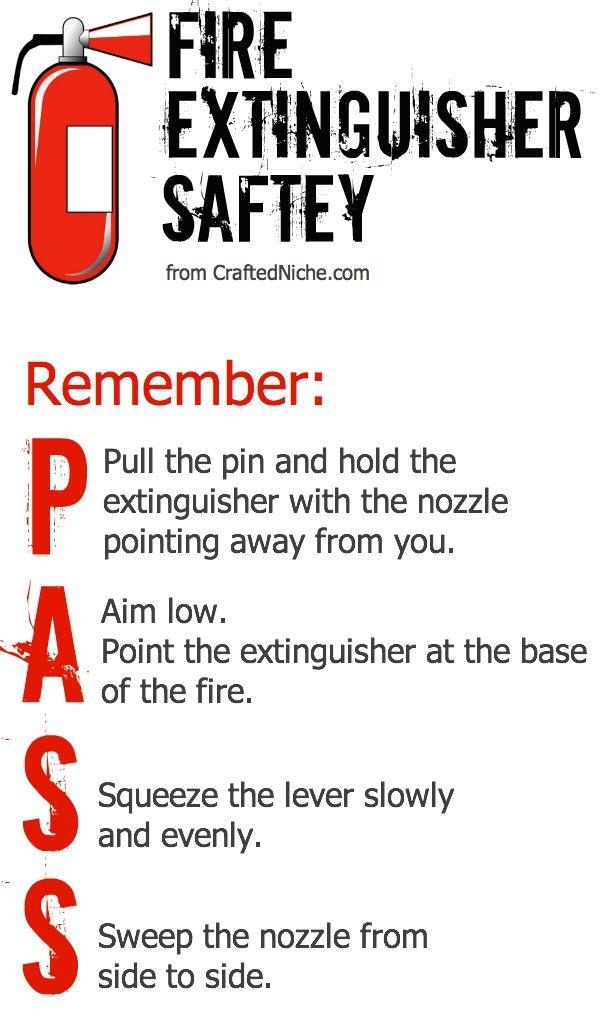 FIRE
EXTINGUISHER
SAFTEY
from CraftedNiche.com
Remember:
P
Pull the pin and hold the
extinguisher with the nozzle
pointing away from you.
A
Aim low.
Point the extinguisher at the base
of the fire.
S
Squeeze the lever slowly
and evenly.
S
Sweep the nozzle from
side to side.